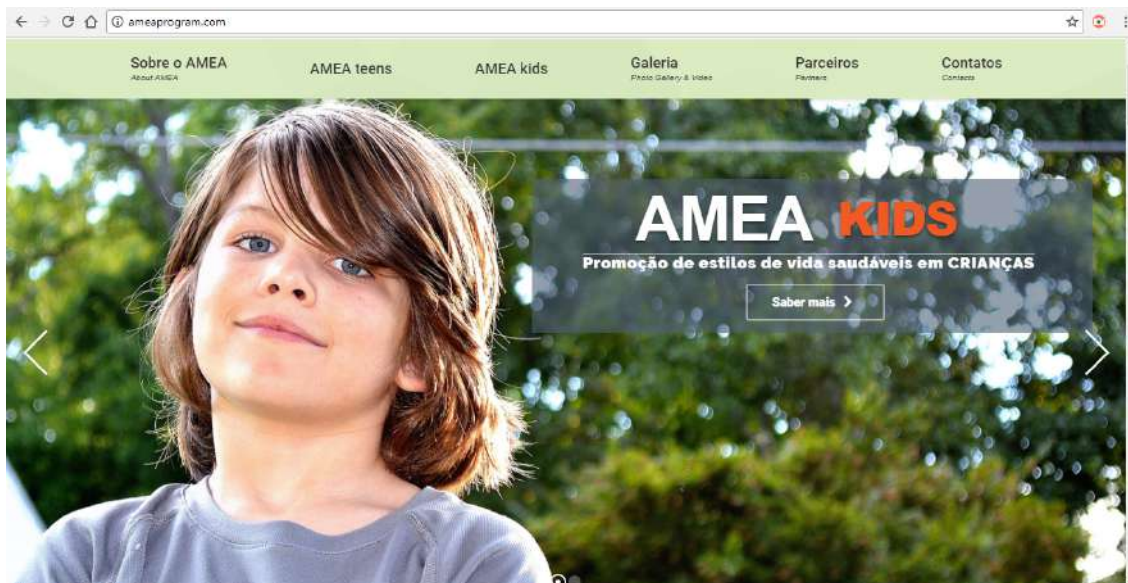 ameaprogram.com
Sobre o AMEA
About AMEA
AMEA teens
AMEA kids
Galeria
Photo Gallery & Video
Parceiros
Partners
Contatos
Contacts
AMEA KIDS
Promoção de estilos de vida saudáveis em CRIANÇAS
Saber mais